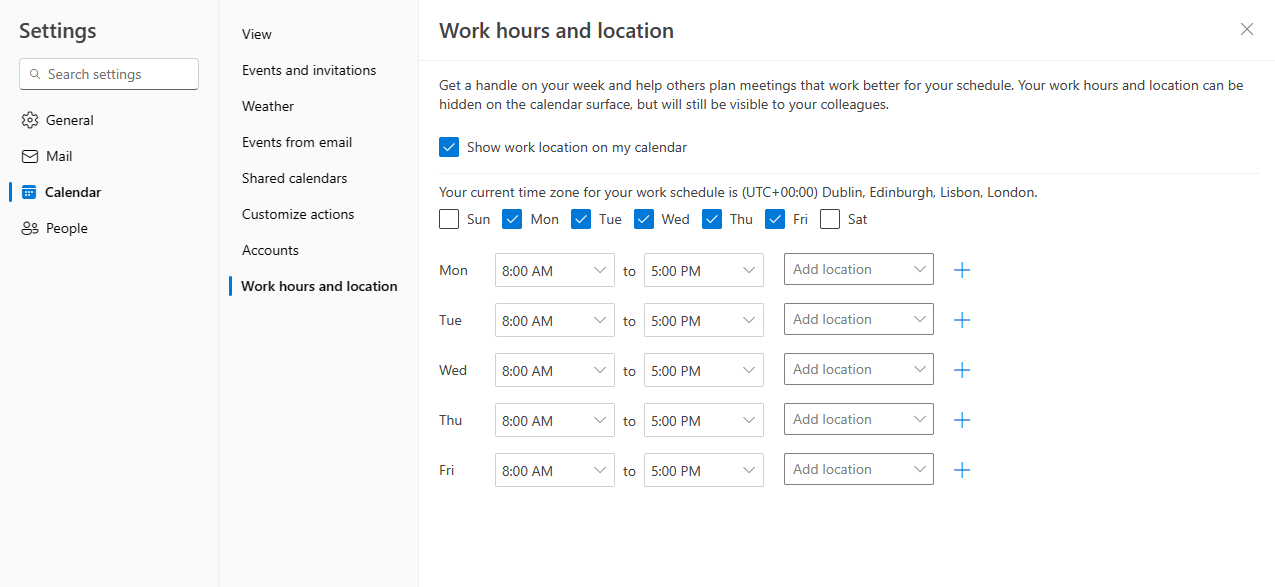 Settings
Search settings
General
Mail
Calendar
People
View
Events and invitations
Weather
Events from email
Shared calendars
Customize actions
Accounts
Work hours and location
Work hours and location
Get a handle on your week and help others plan meetings that work better for your schedule. Your work hours and location can be
hidden on the calendar surface, but will still be visible to your colleagues.
Show work location on my calendar
Your current time zone for your work schedule is (UTC+00:00) Dublin, Edinburgh, Lisbon, London.
Sun Mon Tue Wed Thu Fri Sat
Mon 8:00 AM to 5:00 PM Add location
Tue 8:00 AM to 5:00 PM Add location
Wed 8:00 AM to 5:00 PM Add location
Thu 8:00 AM to 5:00 PM Add location
Fri 8:00 AM to 5:00 PM Add location